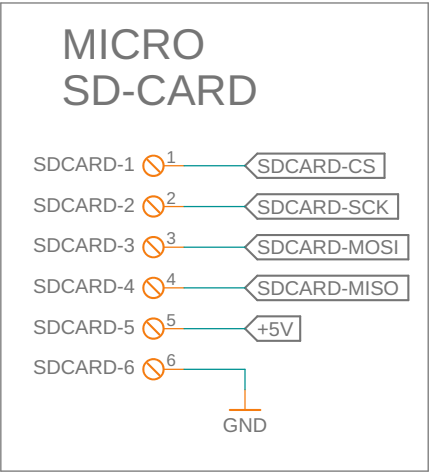 MICRO
SD-CARD
SDCARD-1 1 SDCARD-CS
SDCARD-2 2 SDCARD-SCK
SDCARD-3 3 SDCARD-MOSI
SDCARD-4 4 SDCARD-MISO
SDCARD-5 5 +5V
SDCARD-6 6
GND